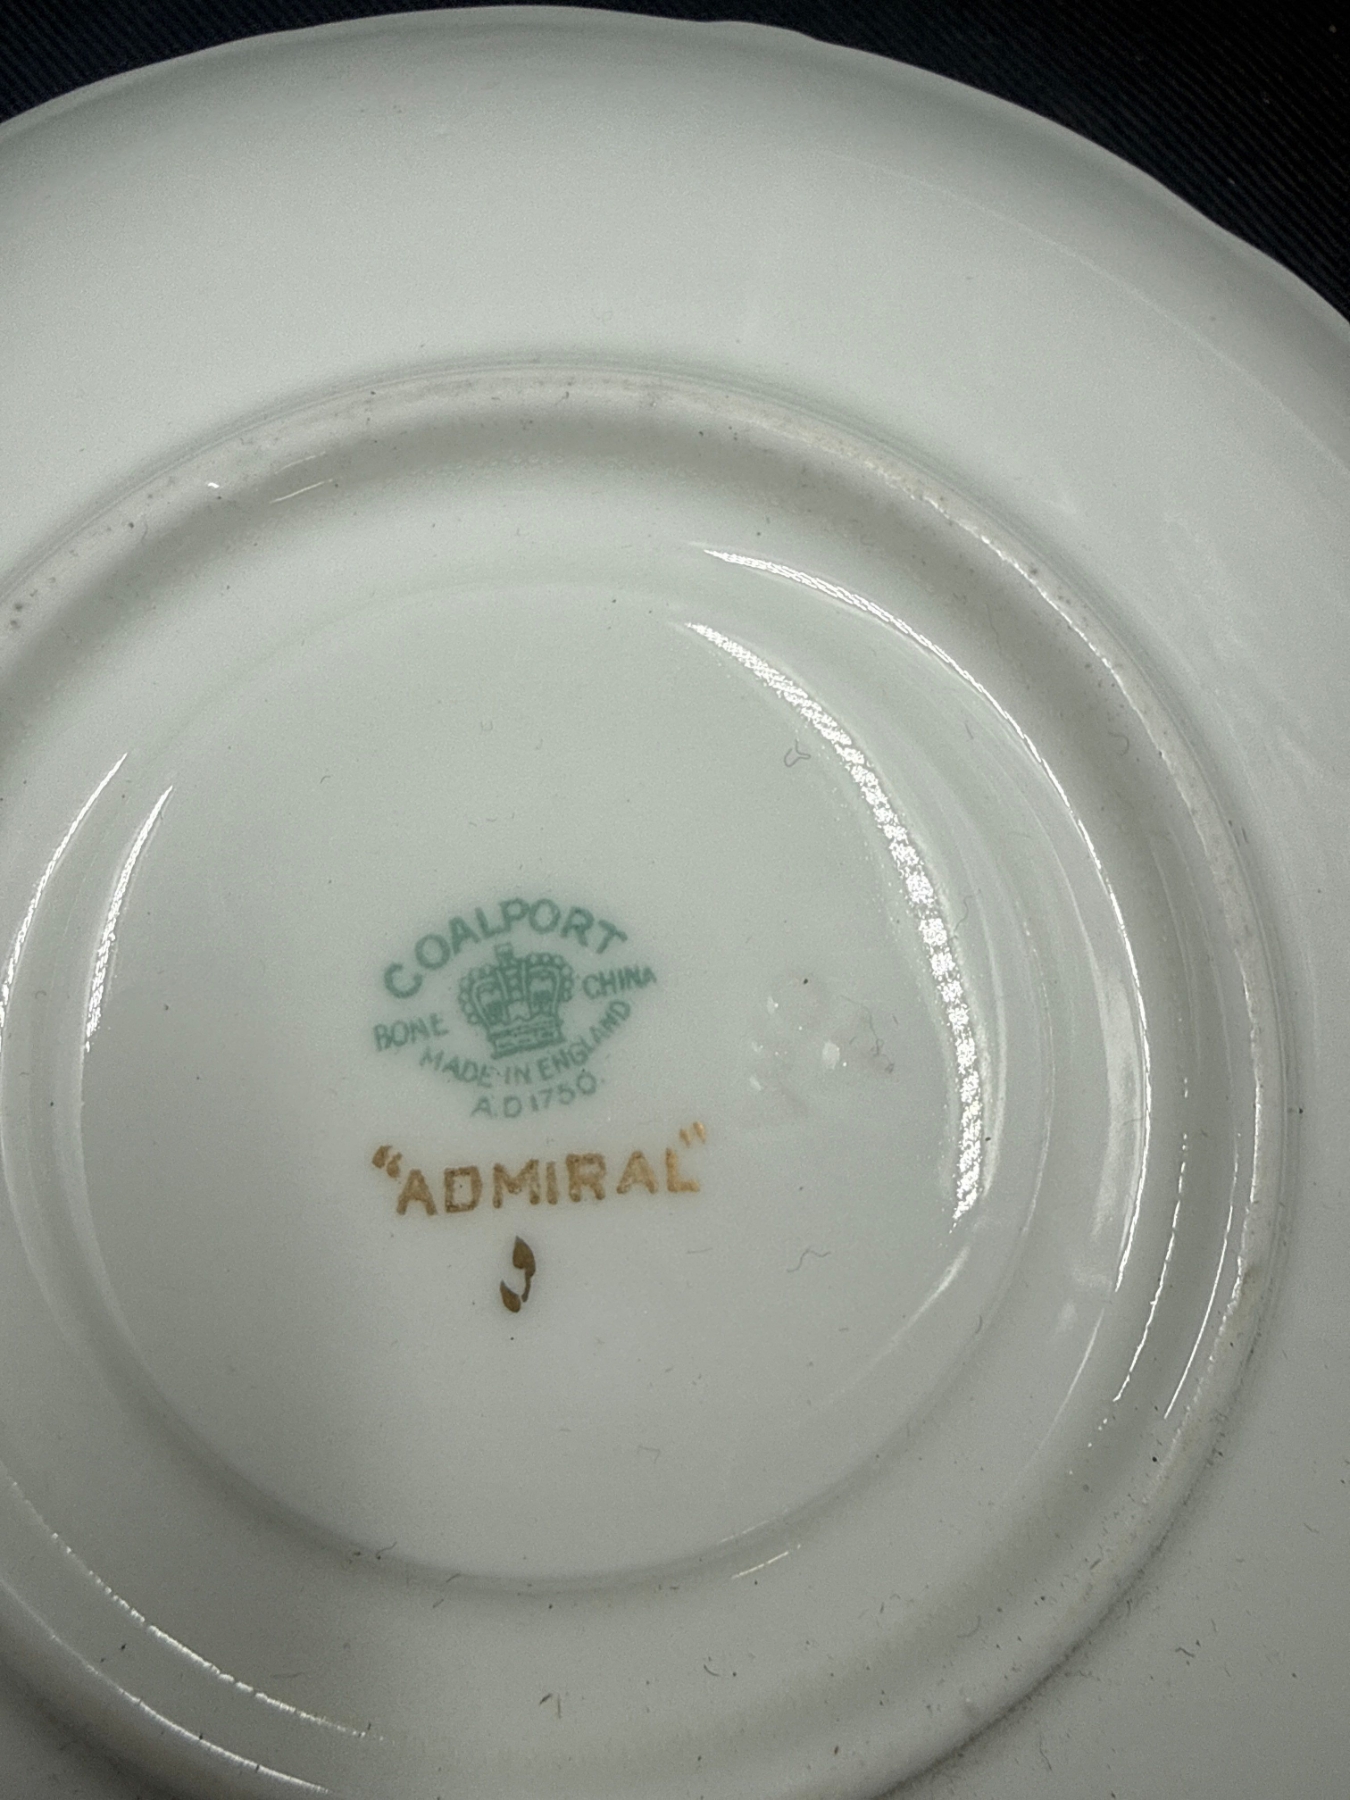 COALPORT
BONE CHINA
MADE IN ENGLAND
A.D 1750.
"ADMIRAL"